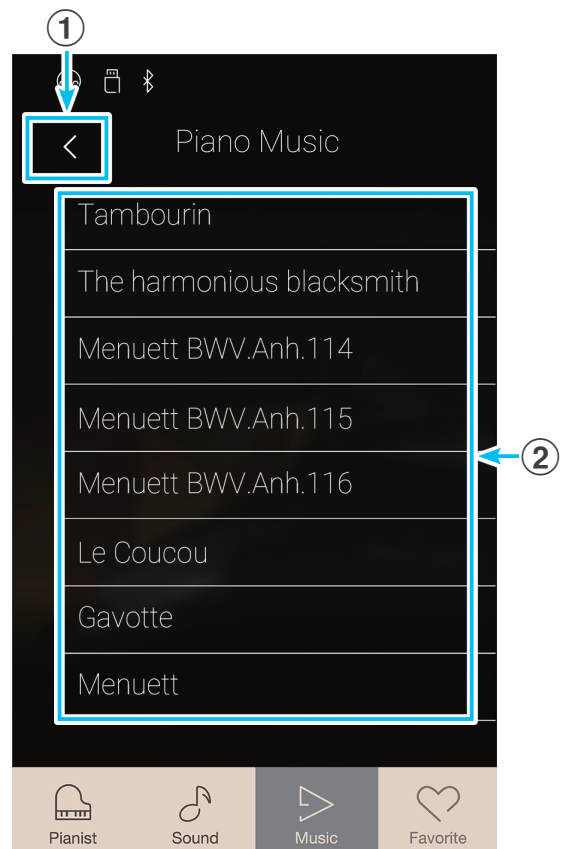 1
Piano Music
Tambourin
The harmonious blacksmith
Menuett BWV.Anh.114
Menuett BWV.Anh.115
2
Menuett BWV.Anh.116
Le Coucou
Gavotte
Menuett
Pianist Sound Music Favorite